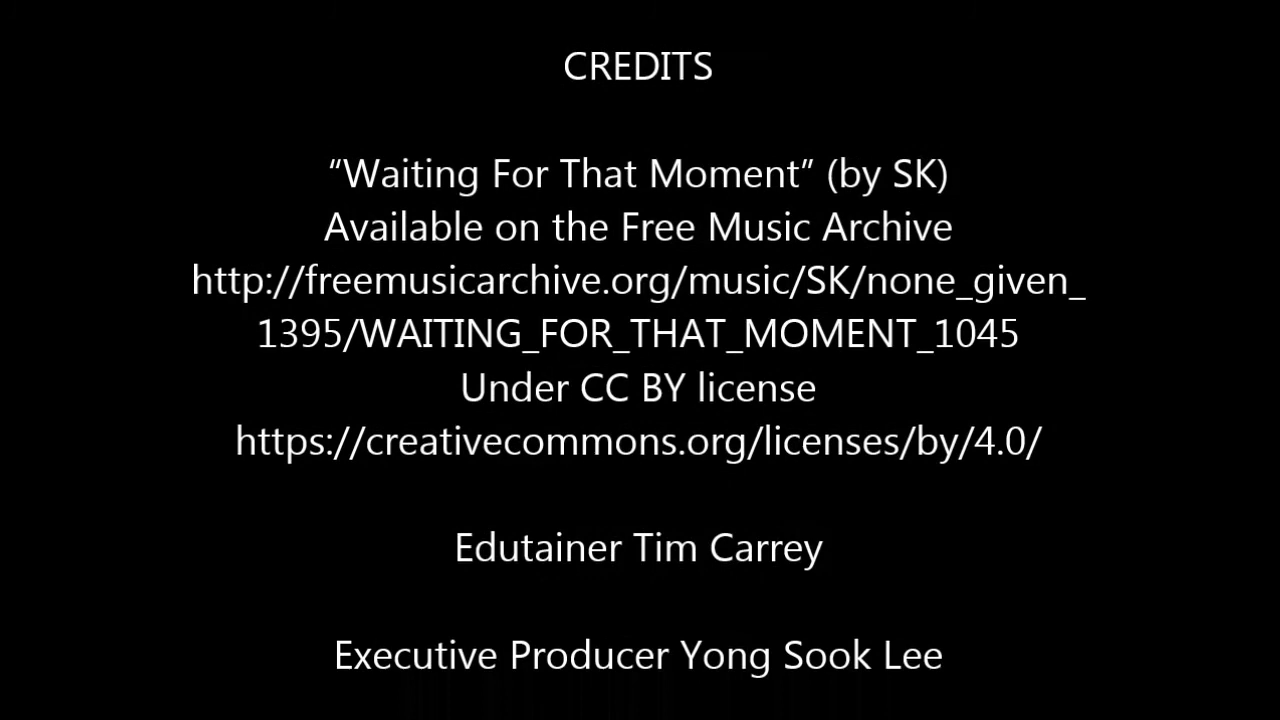 CREDITS
“Waiting For That Moment” (by SK)
Available on the Free Music Archive
http://freemusicarchive.org/music/SK/none_given_
1395/WAITING_FOR_THAT_MOMENT_1045
Under CC BY license
https://creativecommons.org/licenses/by/4.0/
Edutainer Tim Carrey
Executive Producer Yong Sook Lee